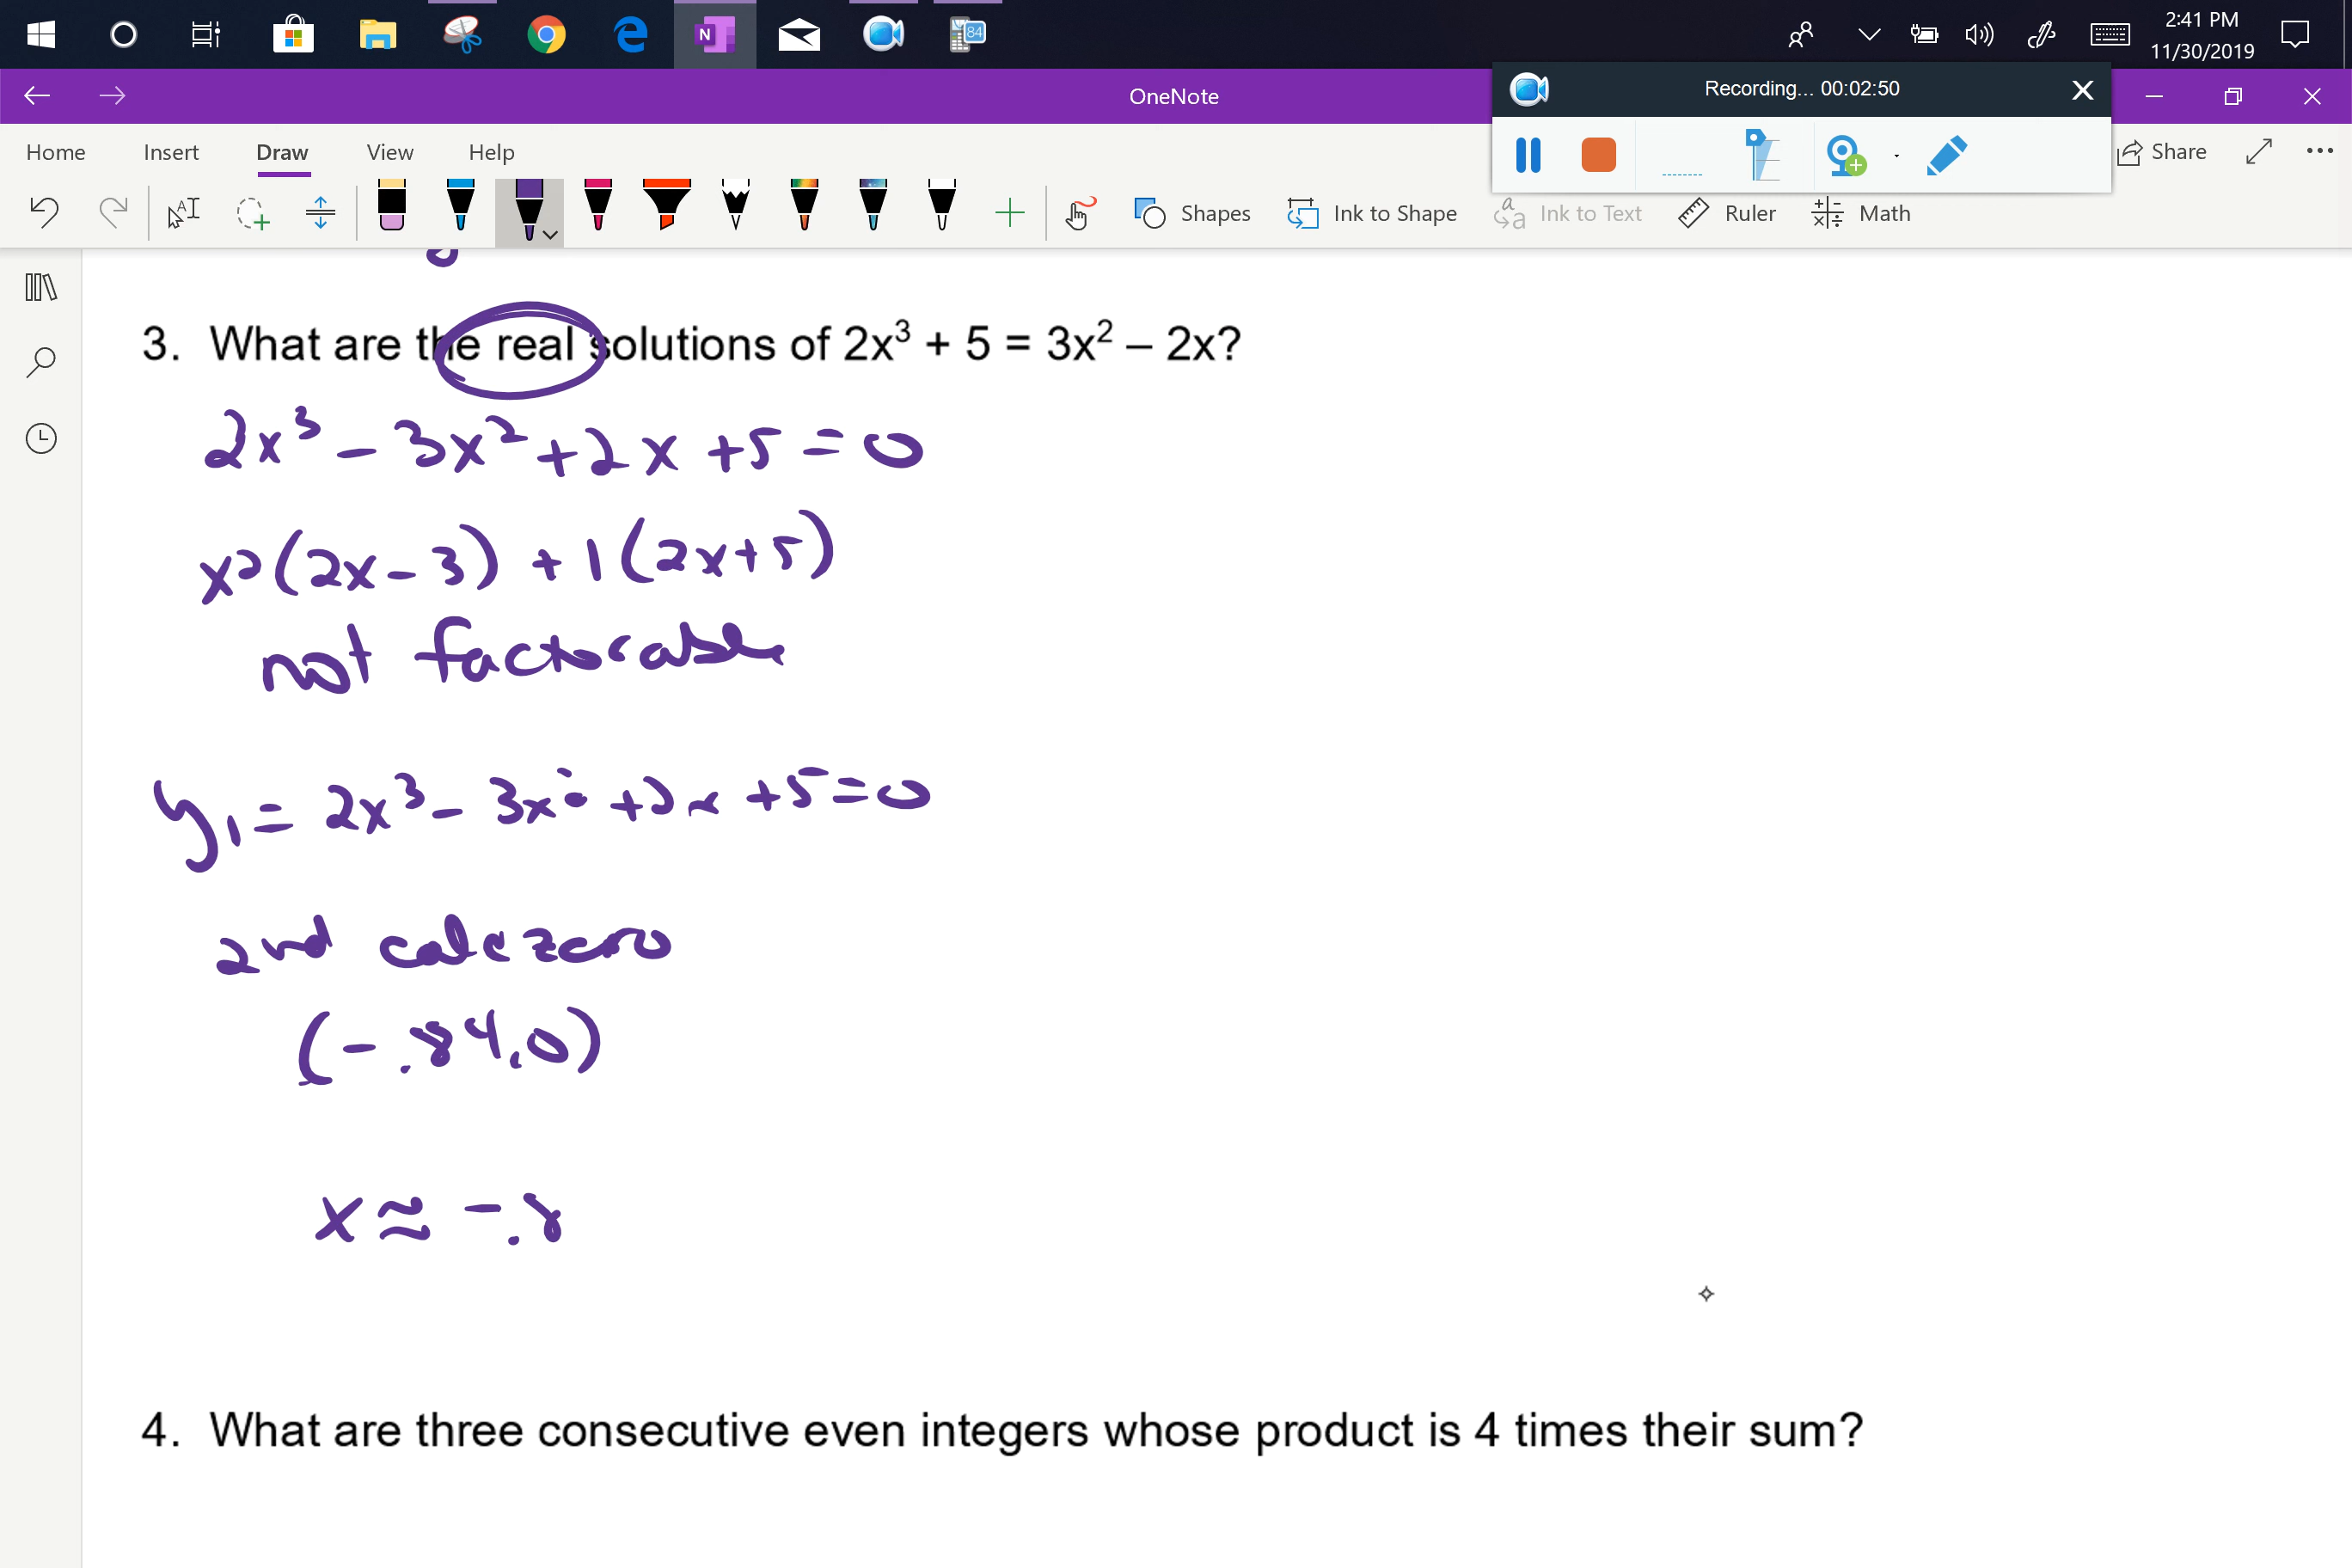 84
N
2:41 PM
11/30/2019
OneNote
Recording... 00:02:50
Home Insert Draw View Help
Share
Shapes Ink to Shape Ink to Text Ruler Math
3. What are the real solutions of 2x³ + 5 = 3x² – 2x?
2x³ – 3x² + 2x + 5 = 0
x²(2x – 3) + 1(2x+5)
not factorable
y₁ = 2x³ – 3x² + 2x + 5 = 0
2nd calc zero
(-.84,0)
x ≈ -.8
4. What are three consecutive even integers whose product is 4 times their sum?